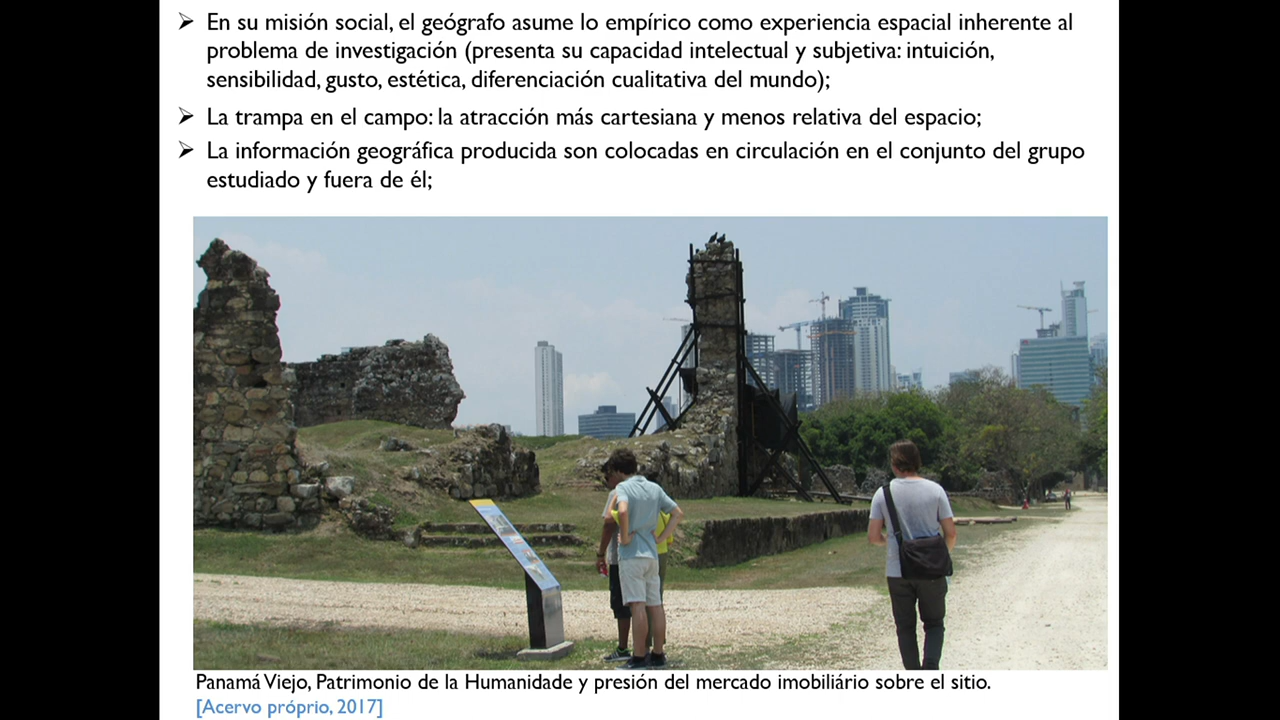 ➢ En su misión social, el geógrafo asume lo empírico como experiencia espacial inherente al
problema de investigación (presenta su capacidad intelectual y subjetiva: intuición,
sensibilidad, gusto, estética, diferenciación cualitativa del mundo);
➢ La trampa en el campo: la atracción más cartesiana y menos relativa del espacio;
➢ La información geográfica producida son colocadas en circulación en el conjunto del grupo
estudiado y fuera de él;
Panamá Viejo, Patrimonio de la Humanidade y presión del mercado imobiliário sobre el sitio.
[Acervo próprio, 2017]